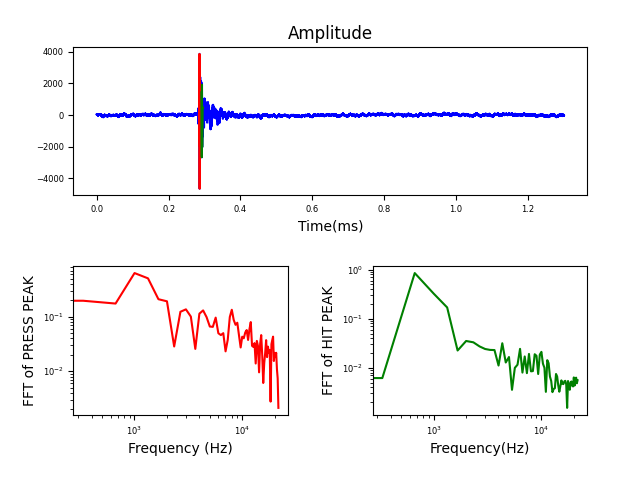 Amplitude
4000
2000
0
−2000
−4000
0.0 0.2 0.4 0.6 0.8 1.0 1.2
Time(ms)
FFT of PRESS PEAK
10⁻¹
10⁻²
10³ 10⁴
Frequency (Hz)
FFT of HIT PEAK
10⁰
10⁻¹
10⁻²
10³ 10⁴
Frequency(Hz)